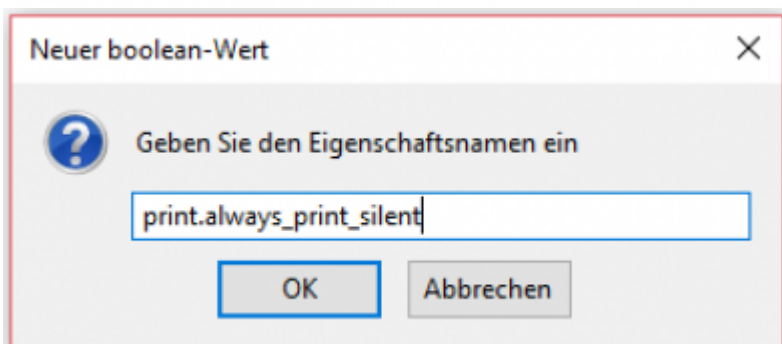 Neuer boolean-Wert
Geben Sie den Eigenschaftsnamen ein
print.always_print_silent
OK Abbrechen